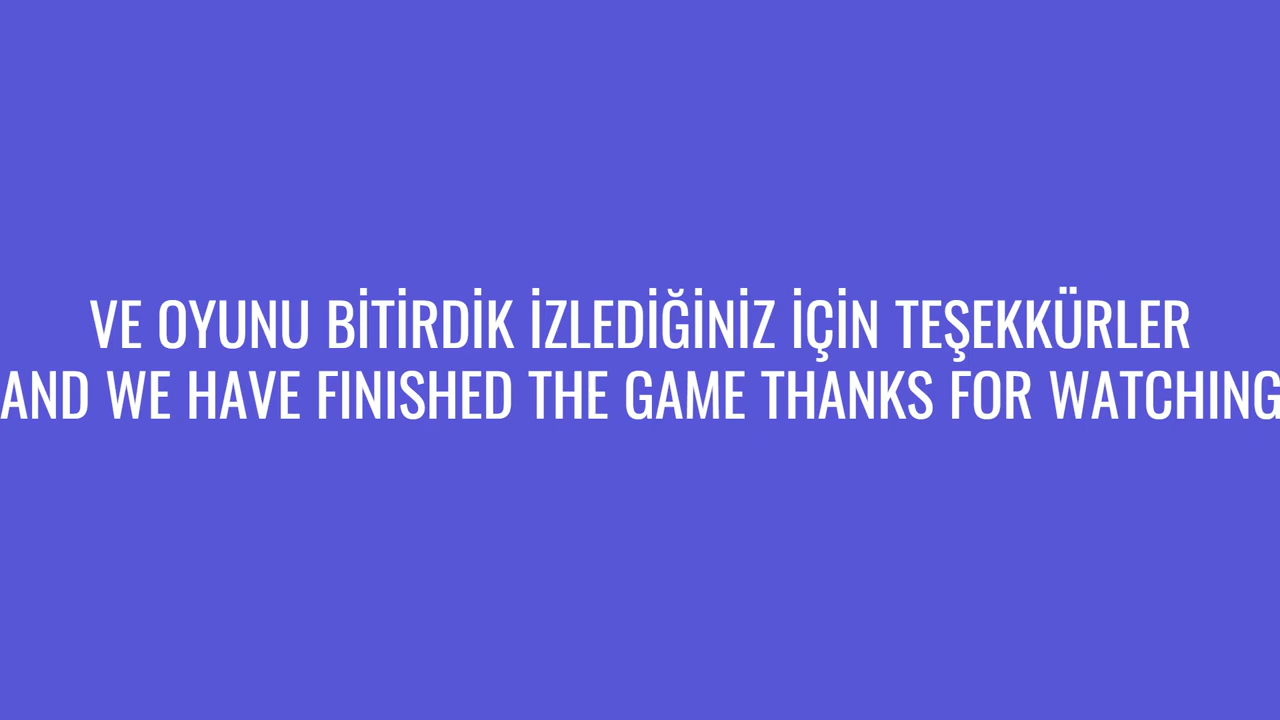 VE OYUNU BİTİRDİK İZLEDİĞİNİZ İÇİN TEŞEKKÜRLER
AND WE HAVE FINISHED THE GAME THANKS FOR WATCHING